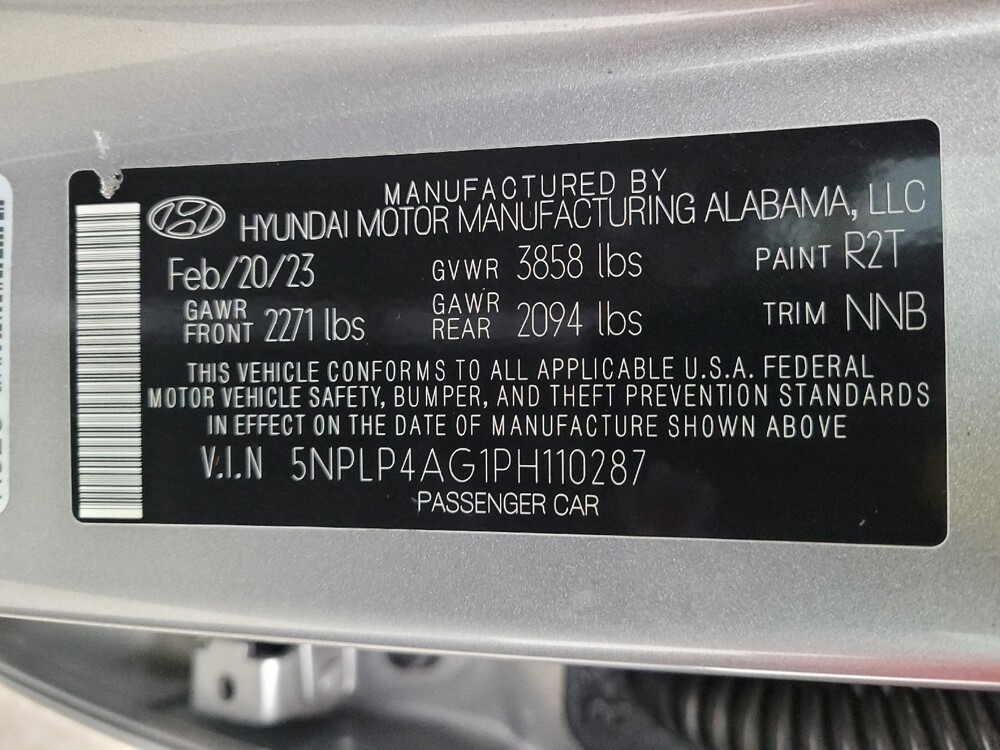 MANUFACTURED BY
HYUNDAI MOTOR MANUFACTURING ALABAMA, LLC
Feb/20/23 GVWR 3858 lbs PAINT R2T
GAWR FRONT 2271 lbs GAWR REAR 2094 lbs TRIM NNB
THIS VEHICLE CONFORMS TO ALL APPLICABLE U.S.A. FEDERAL
MOTOR VEHICLE SAFETY, BUMPER, AND THEFT PREVENTION STANDARDS
IN EFFECT ON THE DATE OF MANUFACTURE SHOWN ABOVE
V.I.N 5NPLP4AG1PH110287
PASSENGER CAR